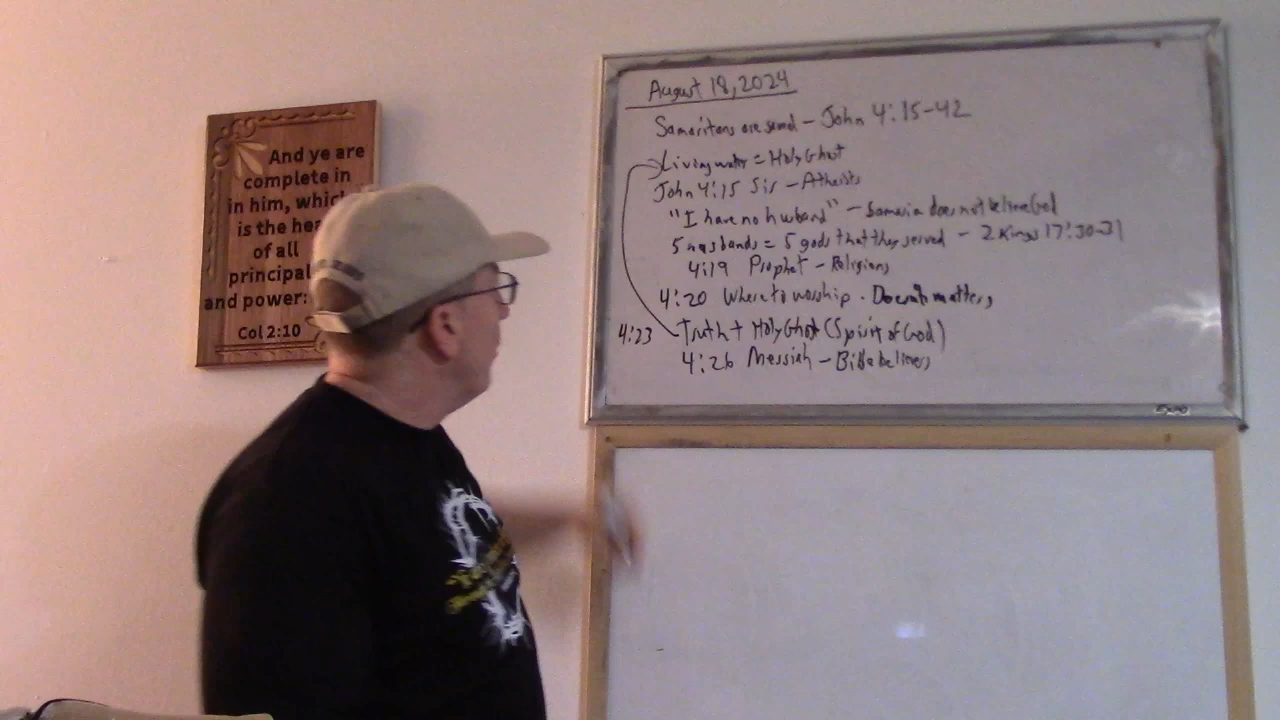 And ye are
complete in
in him, which
is the hea
of all
principal
and power:
Col 2:10
August 18, 2024
Samaritans are saved - John 4:15-42
Living water = Holy Ghost
John 4:15 Sir - Atheists
"I have no husband" - Samaria does not believe God
5 husbands = 5 gods that they served - 2 Kings 17:30-31
4:19 Prophet - Religions
4:20 Where to worship. Doesn't matter,
4:23 Truth + Holy Ghost (Spirit of God)
4:26 Messiah - Bible believers